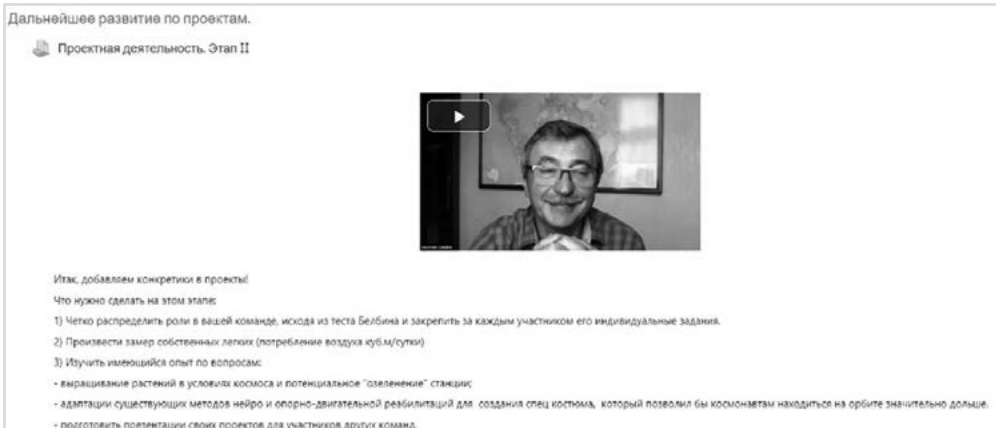 Дальнейшее развитие по проектам.
Проектная деятельность. Этап II
Итак, добавляем конкретики в проекты!
Что нужно сделать на этом этапе:
1) Четко распределить роли в вашей команде, исходя из теста Белбина и закрепить за каждым участником его индивидуальные задания.
2) Произвести замер собственных легких (потребление воздуха куб.м/сутки)
3) Изучить имеющийся опыт по вопросам:
- выращивание растений в условиях космоса и потенциальное "озеленение" станции;
- адаптации существующих методов нейро и опорно-двигательной реабилитаций для создания спец костюма, который позволил бы космонавтам находиться на орбите значительно дольше.
- подготовить презентации своих проектов для участников других команд.